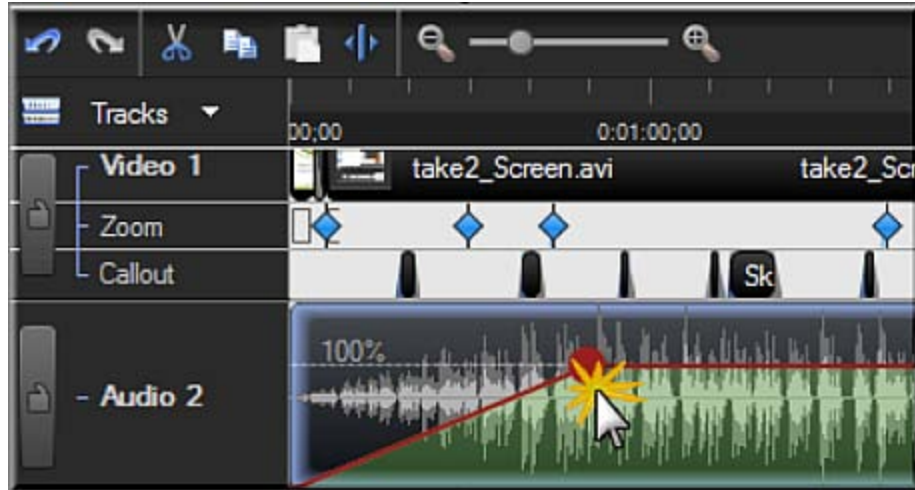 Tracks
00;00 0:01:00;00
Video 1 take2_Screen.avi take2_Scr
Zoom
Callout Sk
100%
Audio 2